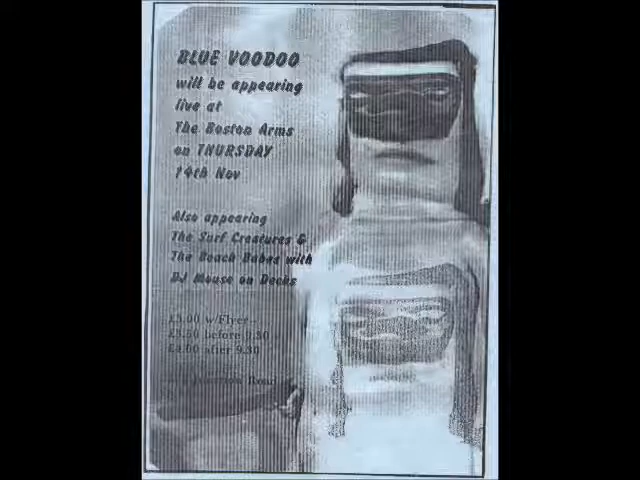 BLUE VOODOO
will be appearing
live at
The Boston Arms
on THURSDAY
14th Nov
Also appearing
The Surf Creatures &
The Beach Babes with
DJ Mouse on Decks
£3.00 w/Flyer
£3.50 before 9.30
£4.00 after 9.30
Junction Road